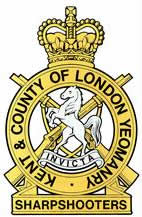 KENT & COUNTY OF LONDON YEOMANRY
INVICTA
SHARPSHOOTERS